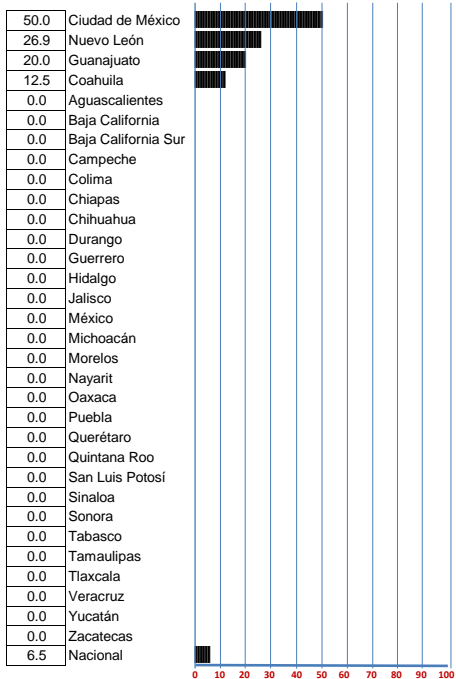 50.0 Ciudad de México
26.9 Nuevo León
20.0 Guanajuato
12.5 Coahuila
0.0 Aguascalientes
0.0 Baja California
0.0 Baja California Sur
0.0 Campeche
0.0 Colima
0.0 Chiapas
0.0 Chihuahua
0.0 Durango
0.0 Guerrero
0.0 Hidalgo
0.0 Jalisco
0.0 México
0.0 Michoacán
0.0 Morelos
0.0 Nayarit
0.0 Oaxaca
0.0 Puebla
0.0 Querétaro
0.0 Quintana Roo
0.0 San Luis Potosí
0.0 Sinaloa
0.0 Sonora
0.0 Tabasco
0.0 Tamaulipas
0.0 Tlaxcala
0.0 Veracruz
0.0 Yucatán
0.0 Zacatecas
6.5 Nacional
0 10 20 30 40 50 60 70 80 90 100